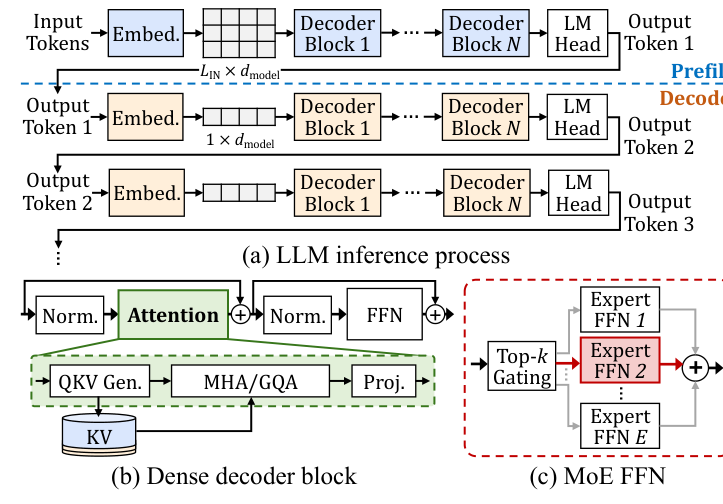 Input Tokens
Embed.
Decoder Block 1
...
Decoder Block N
LM Head
Output Token 1
L_IN × d_model
Prefil
Decode
Output Token 1
Embed.
1 × d_model
Decoder Block 1
...
Decoder Block N
LM Head
Output Token 2
Output Token 2
Embed.
Decoder Block 1
...
Decoder Block N
LM Head
Output Token 3
...
(a) LLM inference process
Norm.
Attention
+
Norm.
FFN
+
QKV Gen.
MHA/GQA
Proj.
KV
(b) Dense decoder block
Top-k Gating
Expert FFN 1
Expert FFN 2
...
Expert FFN E
+
(c) MoE FFN